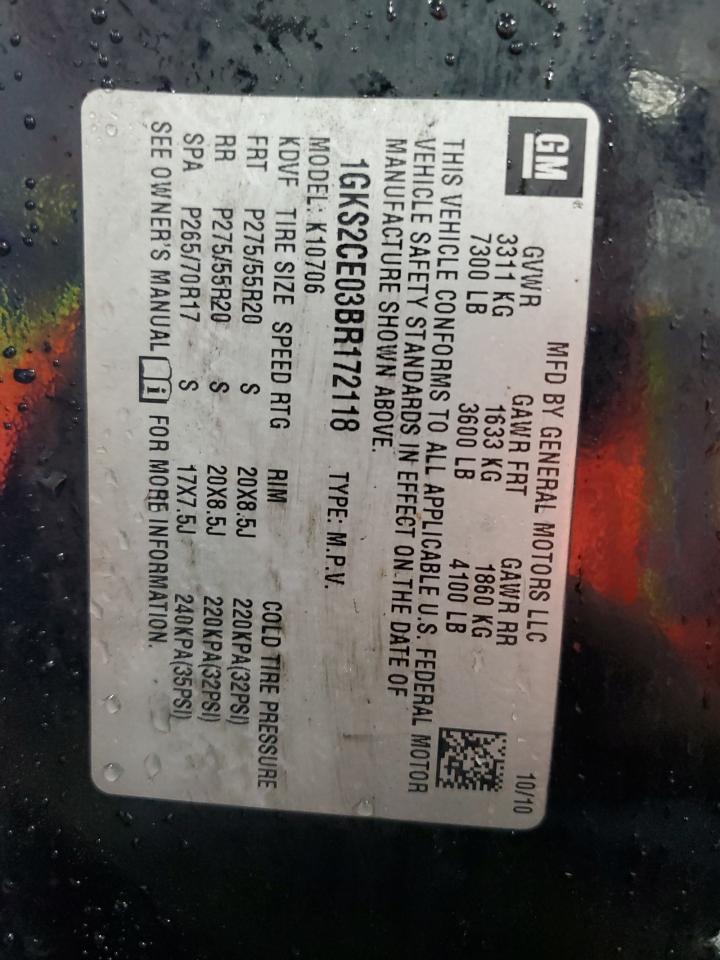 GM
MFD BY GENERAL MOTORS LLC 10/10
GVWR GAWR FRT GAWR RR
3311 KG 1633 KG 1860 KG
7300 LB 3600 LB 4100 LB
THIS VEHICLE CONFORMS TO ALL APPLICABLE U.S. FEDERAL MOTOR
VEHICLE SAFETY STANDARDS IN EFFECT ON THE DATE OF
MANUFACTURE SHOWN ABOVE.
1GKS2CE03BR172118 TYPE: M.P.V.
MODEL: K10706
KDVF TIRE SIZE SPEED RTG RIM COLD TIRE PRESSURE
FRT P275/55R20 S 20X8.5J 220KPA(32PSI)
RR P275/55R20 S 20X8.5J 220KPA(32PSI)
SPA P265/70R17 S 17X7.5J 240KPA(35PSI)
SEE OWNER'S MANUAL i FOR MORE INFORMATION.